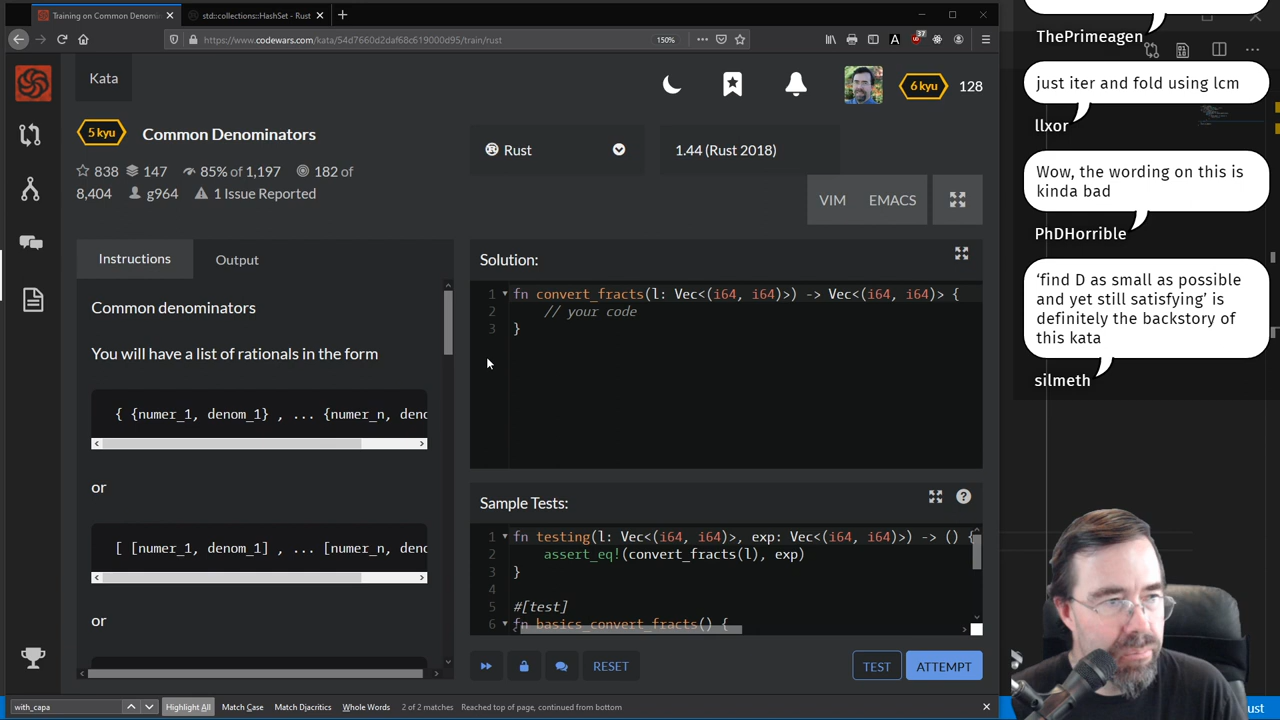 Training on Common Denomin
std::collections::HashSet - Rust
https://www.codewars.com/kata/54d7660d2daf68c619000d95/train/rust
150%
37
Kata
6 kyu
128
5 kyu
Common Denominators
838
147
85% of 1,197
182 of
8,404
g964
1 Issue Reported
Rust
1.44 (Rust 2018)
VIM
EMACS
Instructions
Output
Common denominators
You will have a list of rationals in the form
{ {numer_1, denom_1} , ... {numer_n, deno
or
[ [numer_1, denom_1] , ... [numer_n, deno
or
Solution:
1 fn convert_fracts(l: Vec<(i64, i64)>) -> Vec<(i64, i64)> {
2 // your code
3 }
Sample Tests:
1 fn testing(l: Vec<(i64, i64)>, exp: Vec<(i64, i64)>) -> () {
2 assert_eq!(convert_fracts(l), exp)
3 }
4
5 #[test]
6 fn basics_convert_fracts() {
RESET
TEST
ATTEMPT
with_capa
Highlight All
Match Case
Match Diacritics
Whole Words
2 of 2 matches
Reached top of page, continued from bottom
ThePrimeagen
just iter and fold using lcm
llxor
Wow, the wording on this is
kinda bad
PhDHorrible
‘find D as small as possible
and yet still satisfying’ is
definitely the backstory of
this kata
silmeth
ust